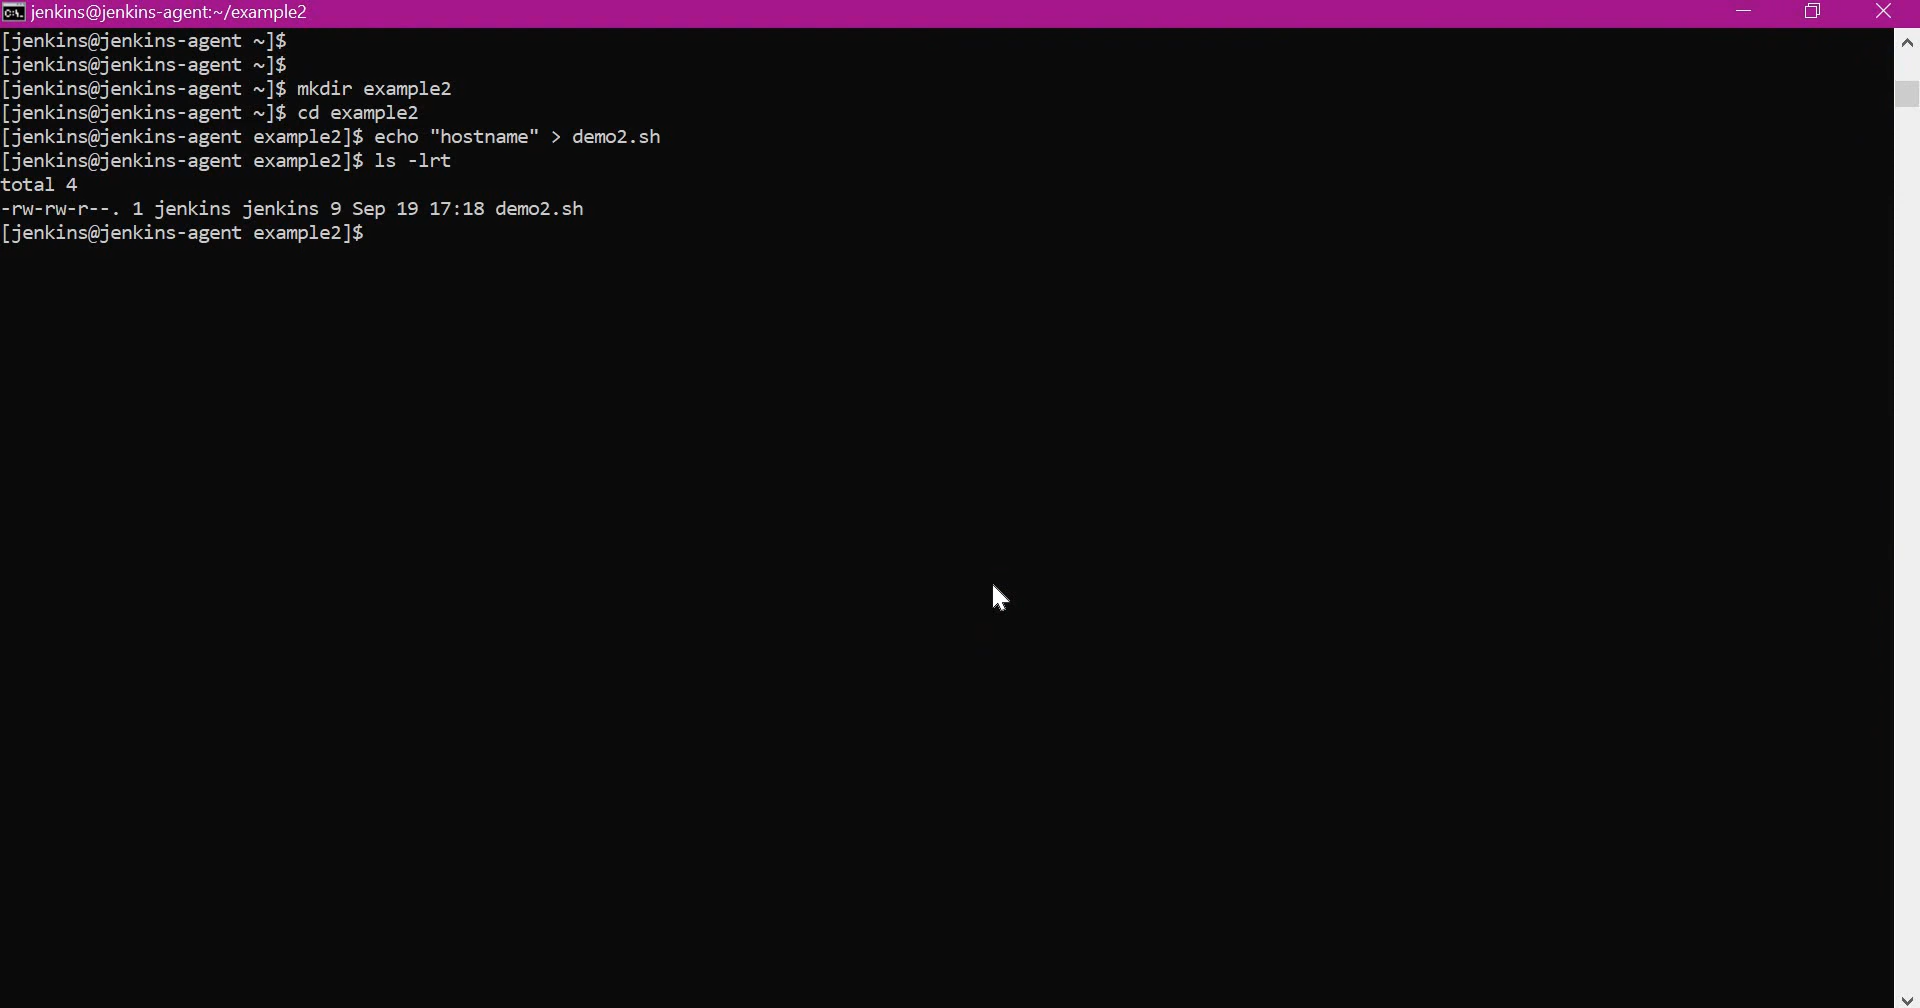 jenkins@jenkins-agent:~/example2
[jenkins@jenkins-agent ~]$
[jenkins@jenkins-agent ~]$
[jenkins@jenkins-agent ~]$ mkdir example2
[jenkins@jenkins-agent ~]$ cd example2
[jenkins@jenkins-agent example2]$ echo "hostname" > demo2.sh
[jenkins@jenkins-agent example2]$ ls -lrt
total 4
-rw-rw-r--. 1 jenkins jenkins 9 Sep 19 17:18 demo2.sh
[jenkins@jenkins-agent example2]$